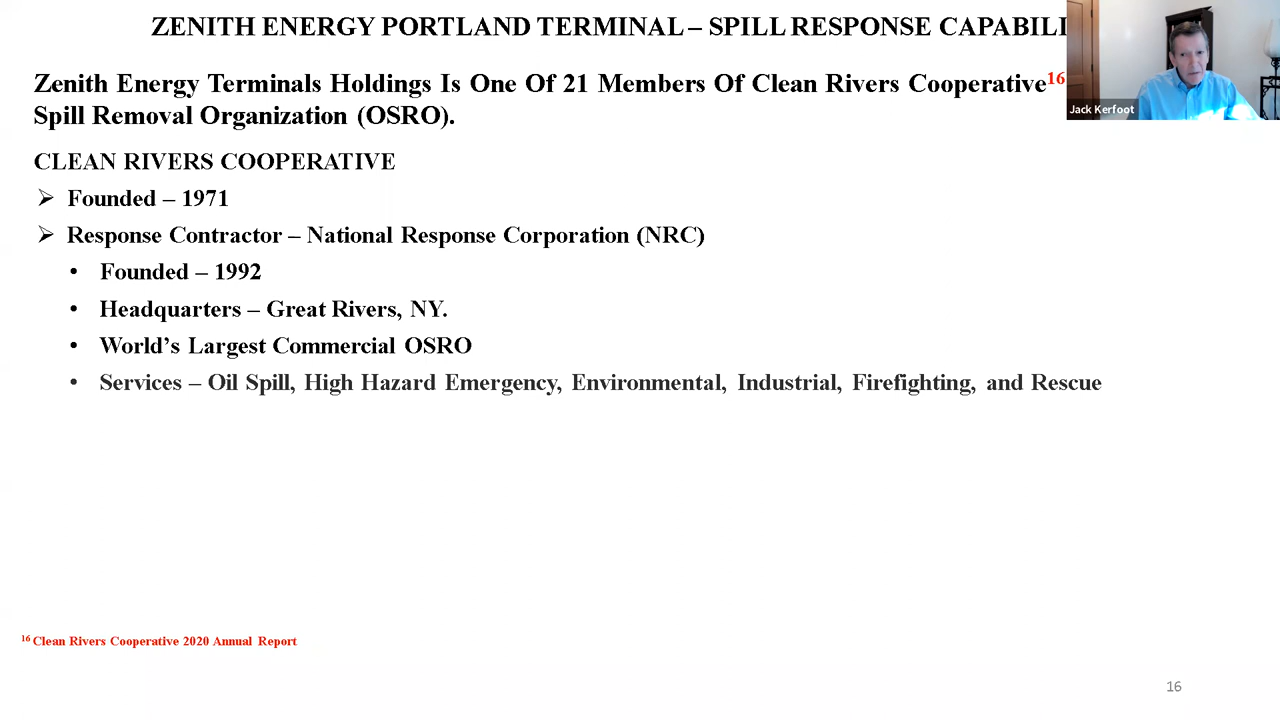 ZENITH ENERGY PORTLAND TERMINAL – SPILL RESPONSE
Zenith Energy Terminals Holdings Is One Of 21 Members Of Clean Rivers Cooperative16
Spill Removal Organization (OSRO).
Jack Kerfoot
CLEAN RIVERS COOPERATIVE
➢ Founded – 1971
➢ Response Contractor – National Response Corporation (NRC)
• Founded – 1992
• Headquarters – Great Rivers, NY.
• World's Largest Commercial OSRO
• Services – Oil Spill, High Hazard Emergency, Environmental, Industrial, Firefighting, and Rescue
16 Clean Rivers Cooperative 2020 Annual Report
16